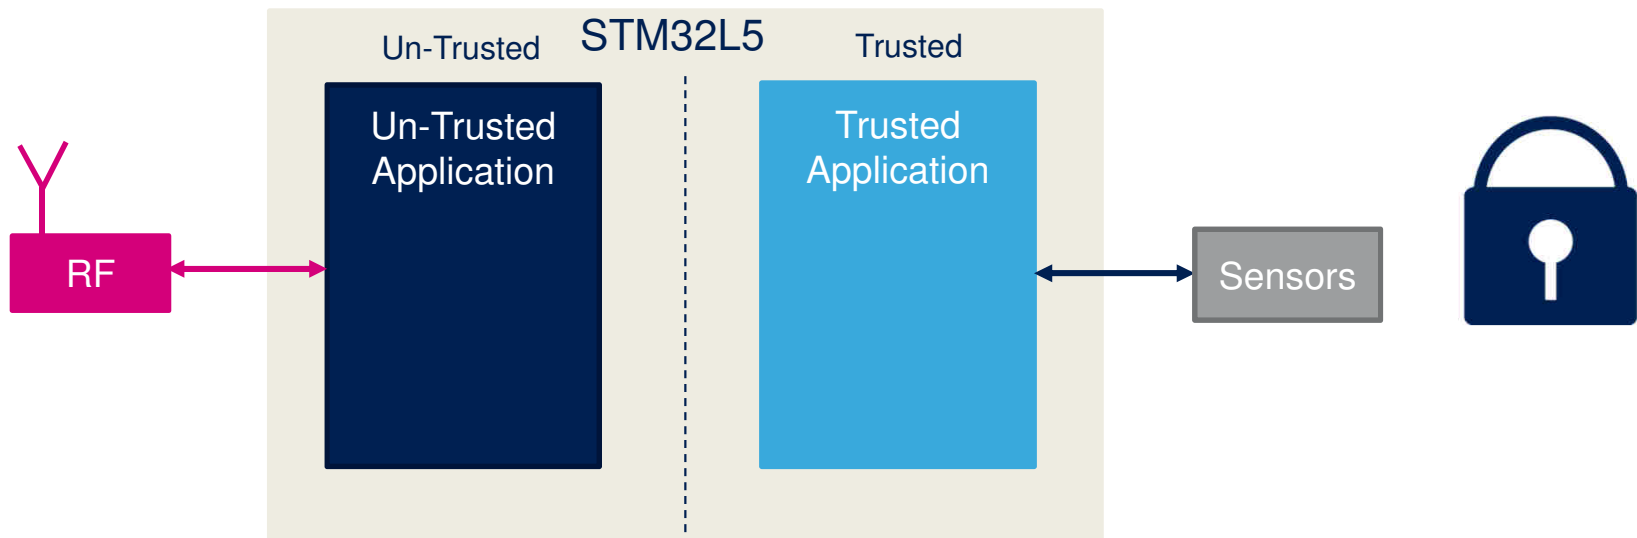 STM32L5
Un-Trusted
Trusted
Un-Trusted
Application
Trusted
Application
RF
Sensors